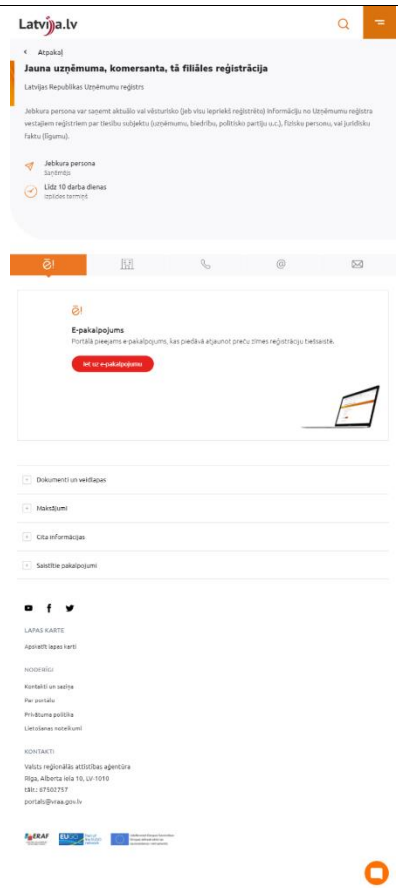 Latvija.lv
Atpakaļ
Jauna uzņēmuma, komersanta, tā filiāles reģistrācija
Latvijas Republikas Uzņēmumu reģistrs
Jebkura persona var saņemt aktuālo vai vēsturisko (jeb visu iepriekš reģistrēto) informāciju no Uzņēmumu reģistra
vestajiem reģistriem par tiesību subjektu (uzņēmumu, biedrību, politisko partiju u.c.), fizisku personu, vai juridisku
faktu (līgumu).
Jebkura persona
Saņēmējs
Līdz 10 darba dienas
Izpildes termiņš
E-pakalpojums
Portālā pieejams e-pakalpojums, kas piedāvā atjaunot preču zīmes reģistrāciju tiešsaistē.
Iet uz e-pakalpojumu
Dokumenti un veidlapas
Maksājumi
Cita informācijas
Saistītie pakalpojumi
LAPAS KARTE
Apskatīt lapas karti
NODERĪGI
Kontakti un saziņa
Par portālu
Privātuma politika
Lietošanas noteikumi
KONTAKTI
Valsts reģionālās attīstības aģentūra
Rīga, Alberta iela 10, LV-1010
tālr.: 67502757
portals@vraa.gov.lv
ERAF
EUGO